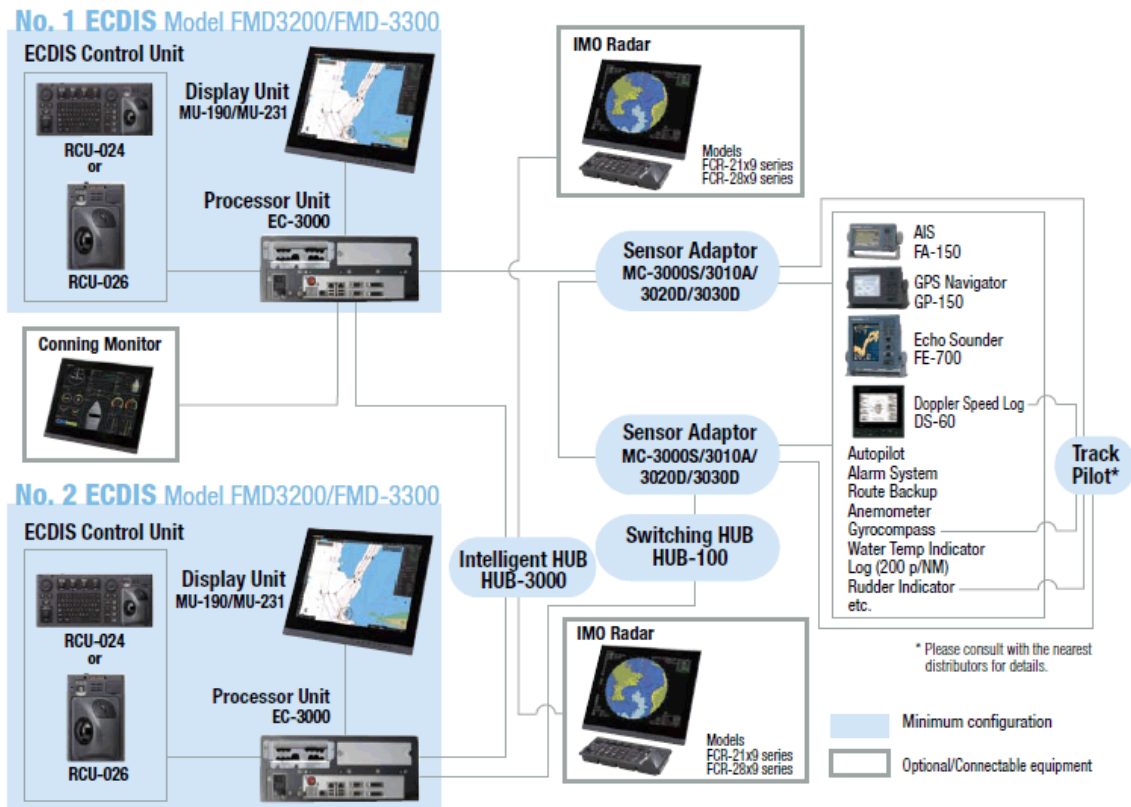 No. 1 ECDIS Model FMD3200/FMD-3300
ECDIS Control Unit
RCU-024
or
RCU-026
Display Unit
MU-190/MU-231
Processor Unit
EC-3000
Conning Monitor
No. 2 ECDIS Model FMD3200/FMD-3300
ECDIS Control Unit
RCU-024
or
RCU-026
Display Unit
MU-190/MU-231
Processor Unit
EC-3000
IMO Radar
Models
FCR-21x9 series
FCR-28x9 series
Sensor Adaptor
MC-3000S/3010A/
3020D/3030D
Sensor Adaptor
MC-3000S/3010A/
3020D/3030D
Intelligent HUB
HUB-3000
Switching HUB
HUB-100
IMO Radar
Models
FCR-21x9 series
FCR-28x9 series
AIS
FA-150
GPS Navigator
GP-150
Echo Sounder
FE-700
Doppler Speed Log
DS-60
Autopilot
Alarm System
Route Backup
Anemometer
Gyrocompass
Water Temp Indicator
Log (200 p/NM)
Rudder Indicator
etc.
Track
Pilot*
* Please consult with the nearest
distributors for details.
Minimum configuration
Optional/Connectable equipment